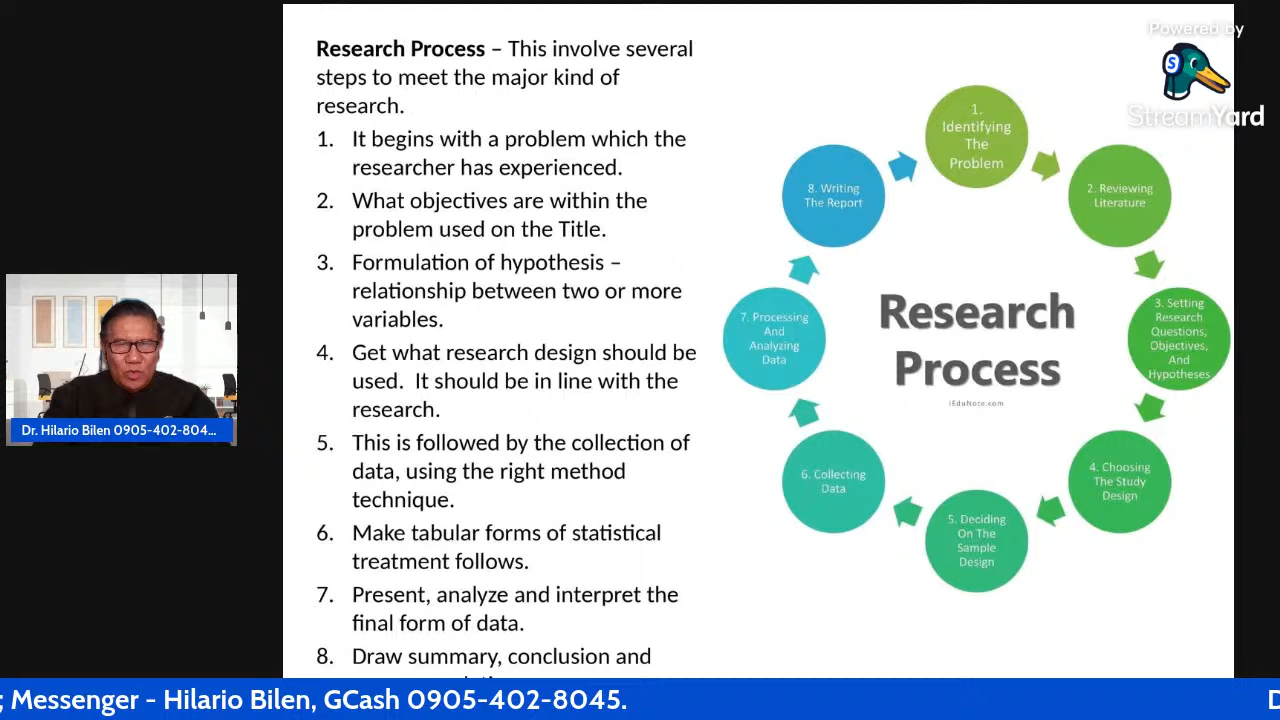 Research Process – This involve several
steps to meet the major kind of
research.
1. It begins with a problem which the
researcher has experienced.
2. What objectives are within the
problem used on the Title.
3. Formulation of hypothesis –
relationship between two or more
variables.
4. Get what research design should be
used. It should be in line with the
research.
5. This is followed by the collection of
data, using the right method
technique.
6. Make tabular forms of statistical
treatment follows.
7. Present, analyze and interpret the
final form of data.
8. Draw summary, conclusion and
1.
Identifying
The
Problem
2. Reviewing
Literature
3. Setting
Research
Questions,
Objectives,
And
Hypotheses
4. Choosing
The Study
Design
5. Deciding
On The
Sample
Design
6. Collecting
Data
7. Processing
And
Analyzing
Data
8. Writing
The Report
Research
Process
iEduNote.com
Powered by
S
StreamYard
Dr. Hilario Bilen 0905-402-804...
; Messenger - Hilario Bilen, GCash 0905-402-8045.
D